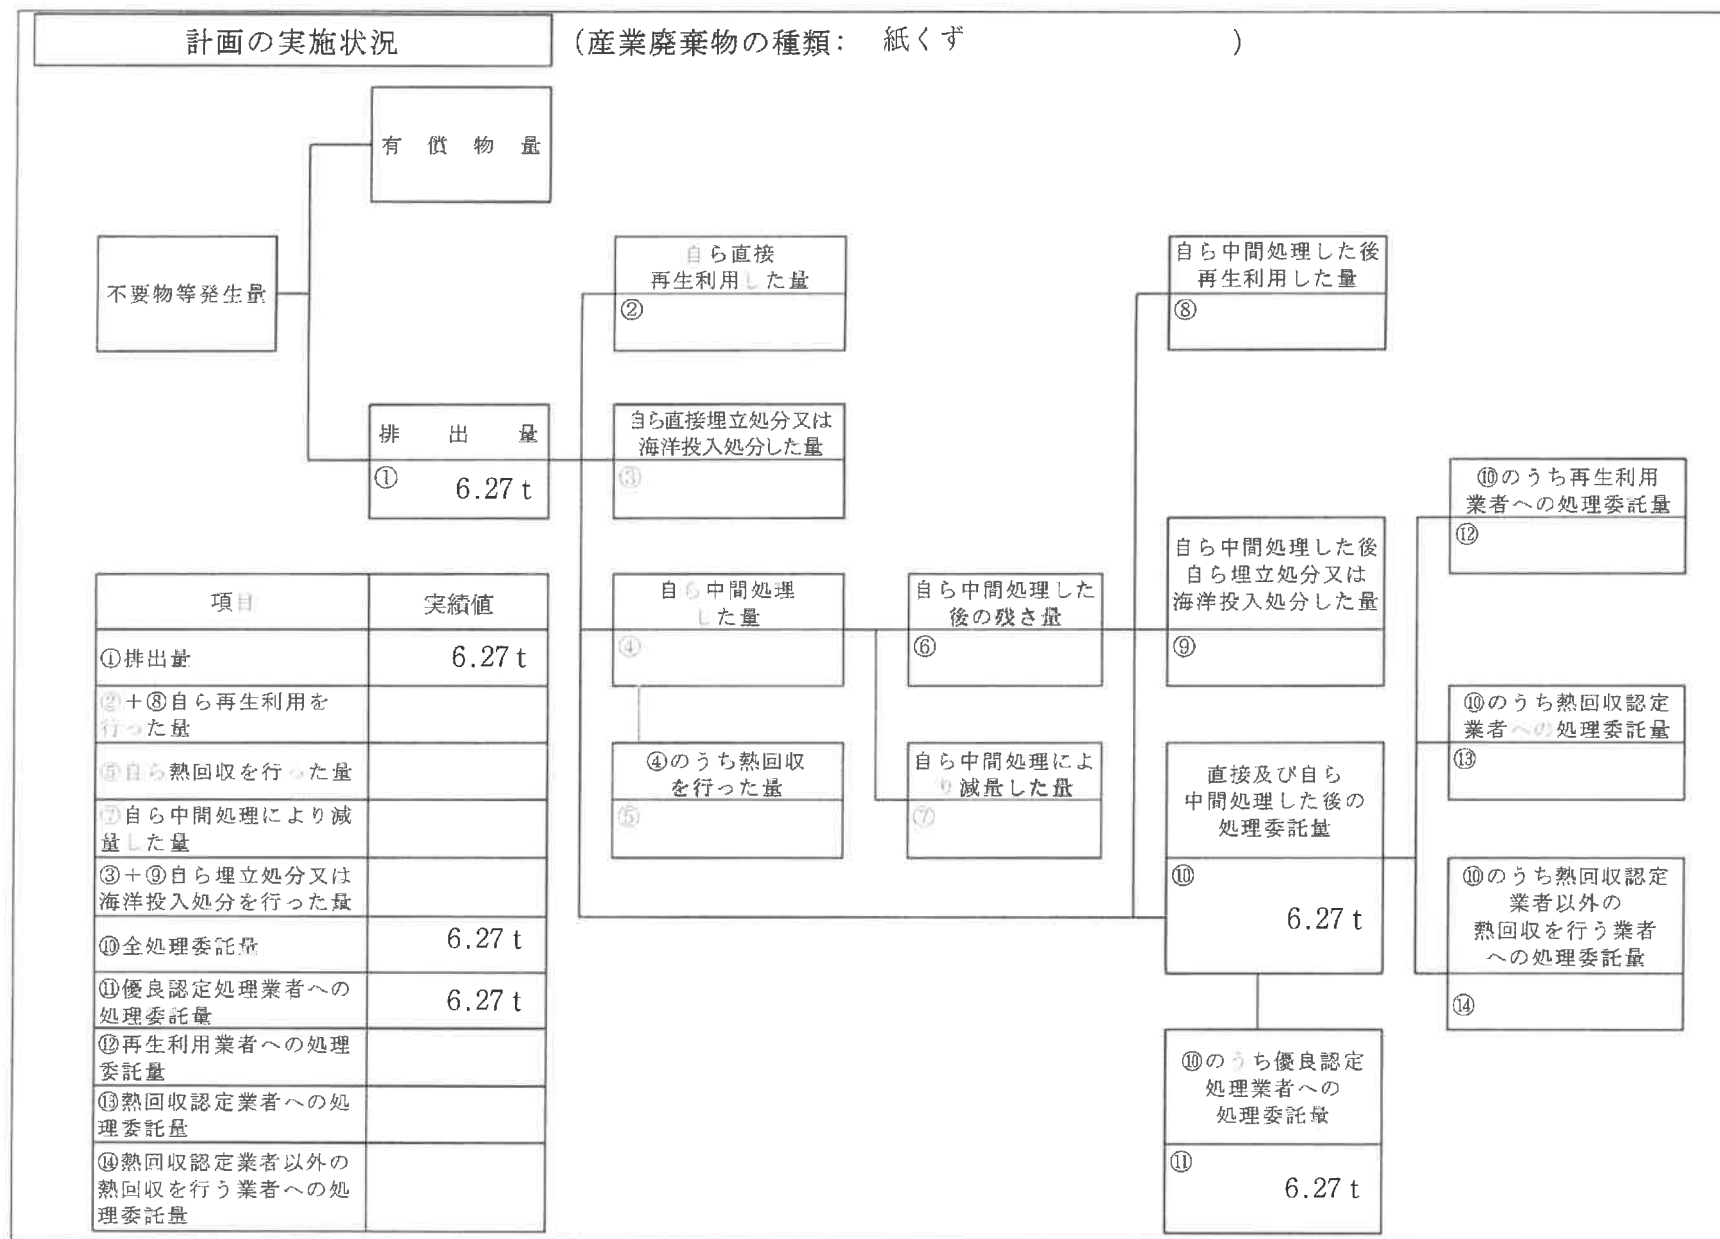 計画の実施状況
(産業廃棄物の種類: 紙くず )
有償物量
不要物等発生量
自ら直接
再生利用した量
②
自ら中間処理した後
再生利用した量
⑧
排出量
①
6.27 t
自ら直接埋立処分又は
海洋投入処分した量
③
⑩のうち再生利用
業者への処理委託量
⑫
自ら中間処理
した量
④
自ら中間処理した
後の残さ量
⑥
自ら中間処理した後
自ら埋立処分又は
海洋投入処分した量
⑨
④のうち熱回収
を行った量
⑤
自ら中間処理によ
り減量した量
⑦
直接及び自ら
中間処理した後の
処理委託量
⑩
6.27 t
⑩のうち熱回収認定
業者への処理委託量
⑬
⑩のうち熱回収認定
業者以外の
熱回収を行う業者
への処理委託量
⑭
⑩のうち優良認定
処理業者への
処理委託量
⑪
6.27 t
項目 実績値
①排出量 6.27 t
②+⑧自ら再生利用を
行った量
⑤自ら熱回収を行った量
⑦自ら中間処理により減
量した量
③+⑨自ら埋立処分又は
海洋投入処分を行った量
⑩全処理委託量 6.27 t
⑪優良認定処理業者への
処理委託量 6.27 t
⑫再生利用業者への処理
委託量
⑬熱回収認定業者への処
理委託量
⑭熱回収認定業者以外の
熱回収を行う業者への処
理委託量